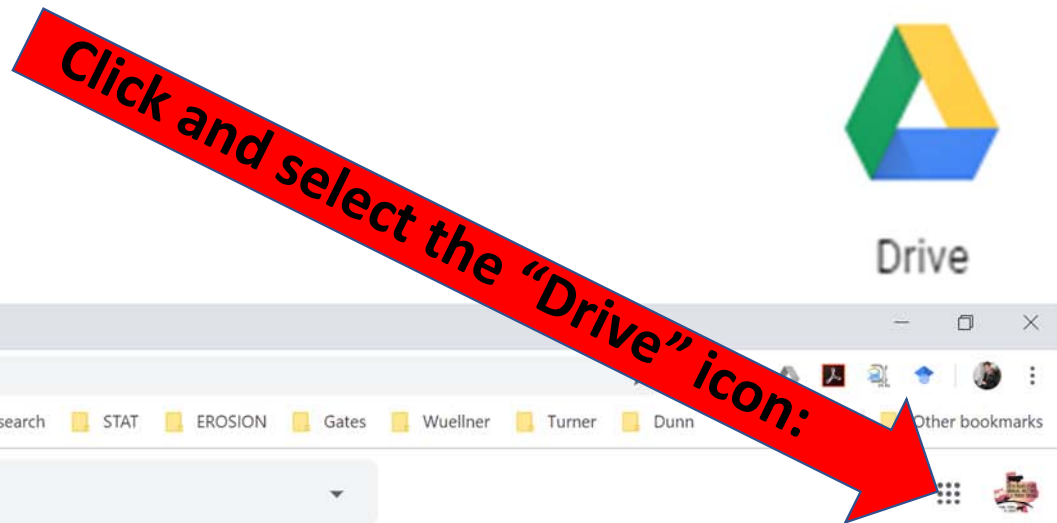 Click and select the “Drive” icon:
Drive
search STAT EROSION Gates Wuellner Turner Dunn Other bookmarks